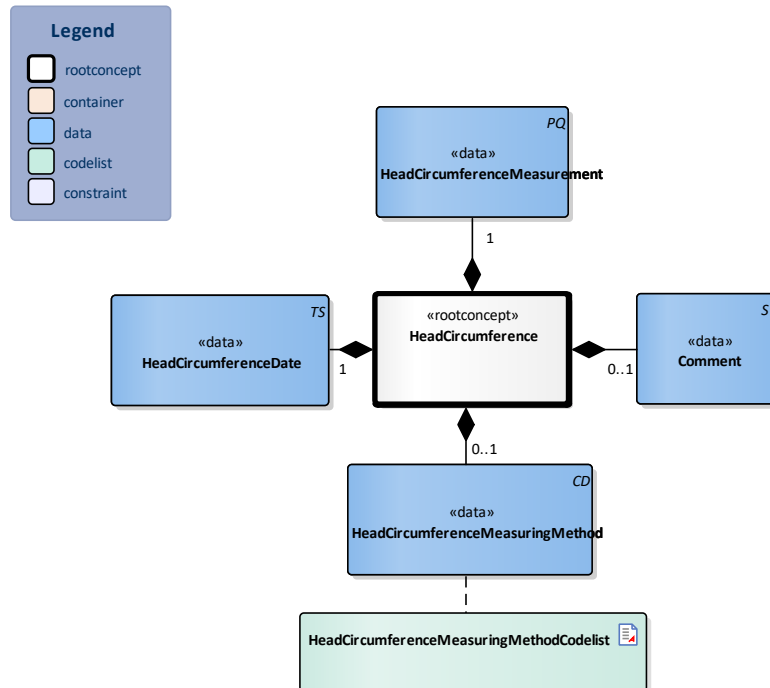 Legend
rootconcept
container
data
codelist
constraint
PQ
«data»
HeadCircumferenceMeasurement
1
TS
«data»
HeadCircumferenceDate
1
«rootconcept»
HeadCircumference
S
«data»
Comment
0..1
0..1
CD
«data»
HeadCircumferenceMeasuringMethod
HeadCircumferenceMeasuringMethodCodelist